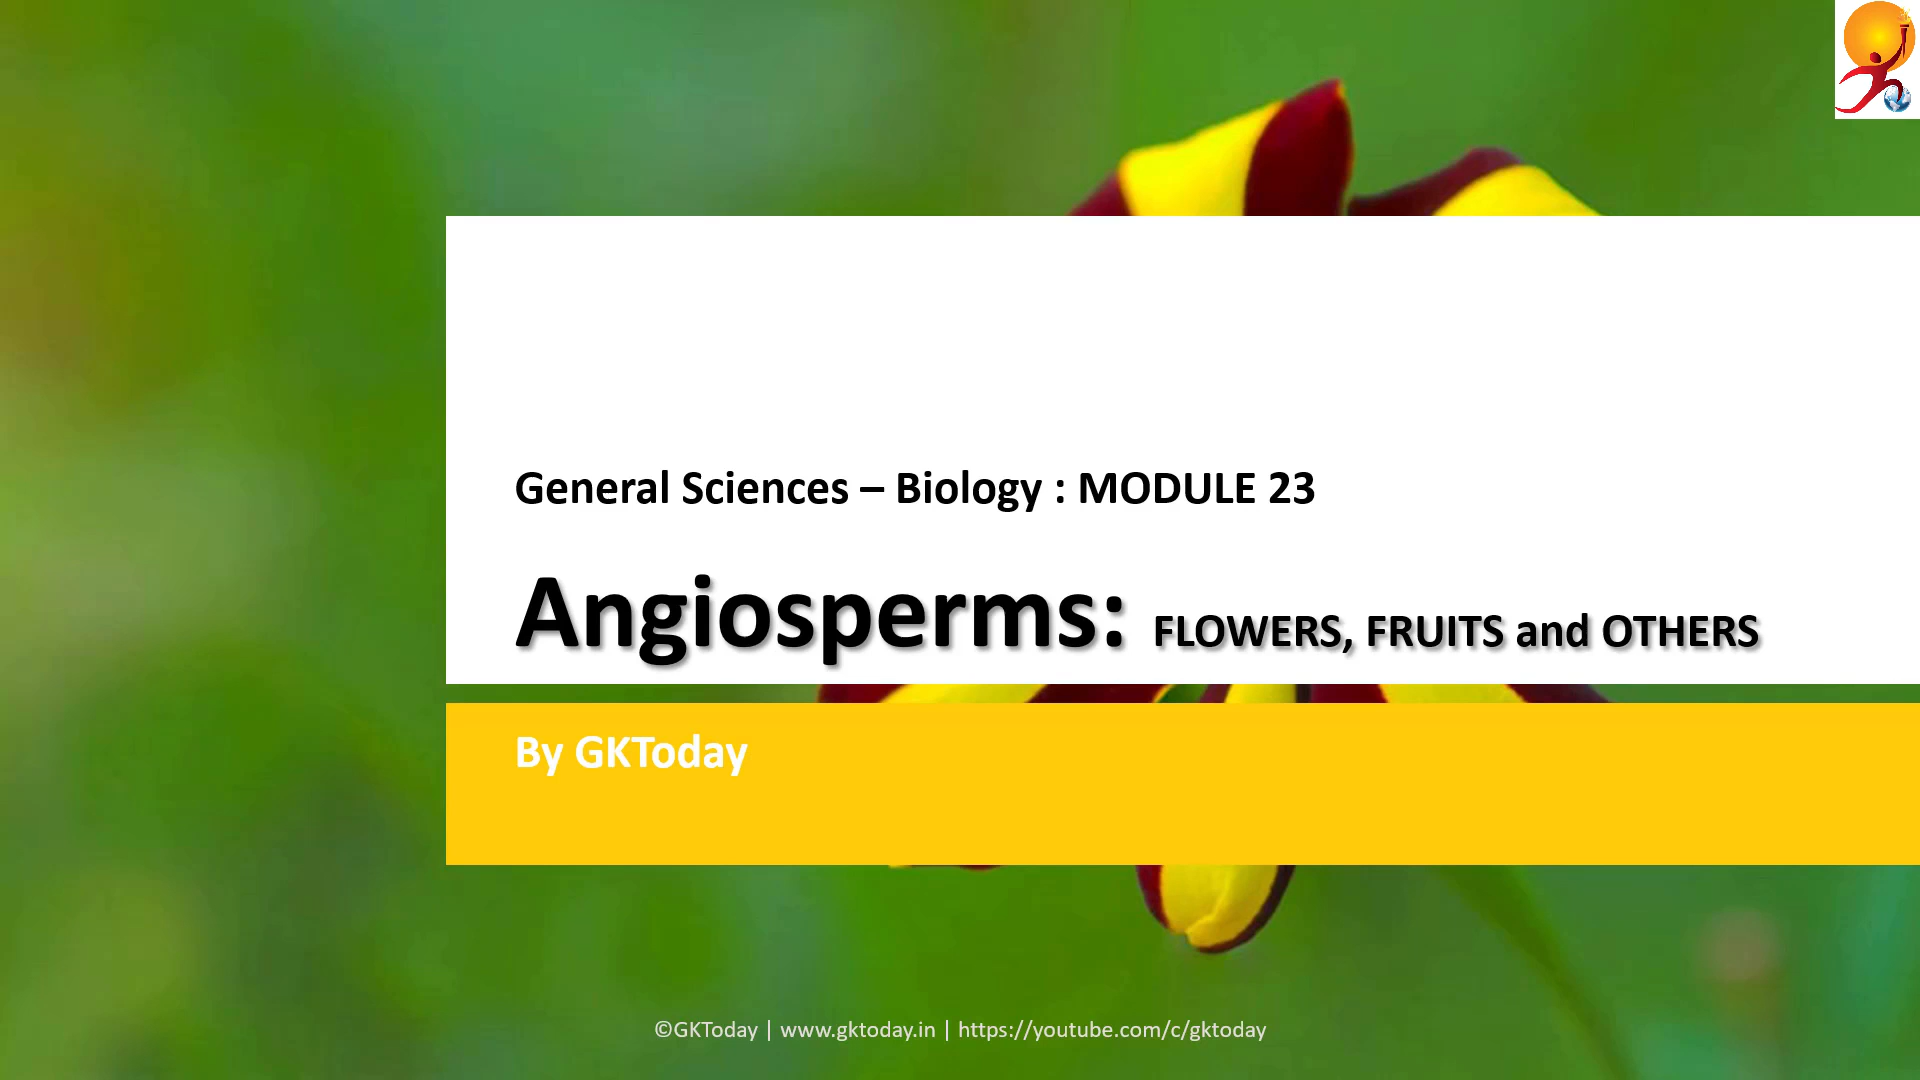 General Sciences – Biology : MODULE 23
Angiosperms: FLOWERS, FRUITS and OTHERS
By GKToday
©GKToday | www.gktoday.in | https://youtube.com/c/gktoday